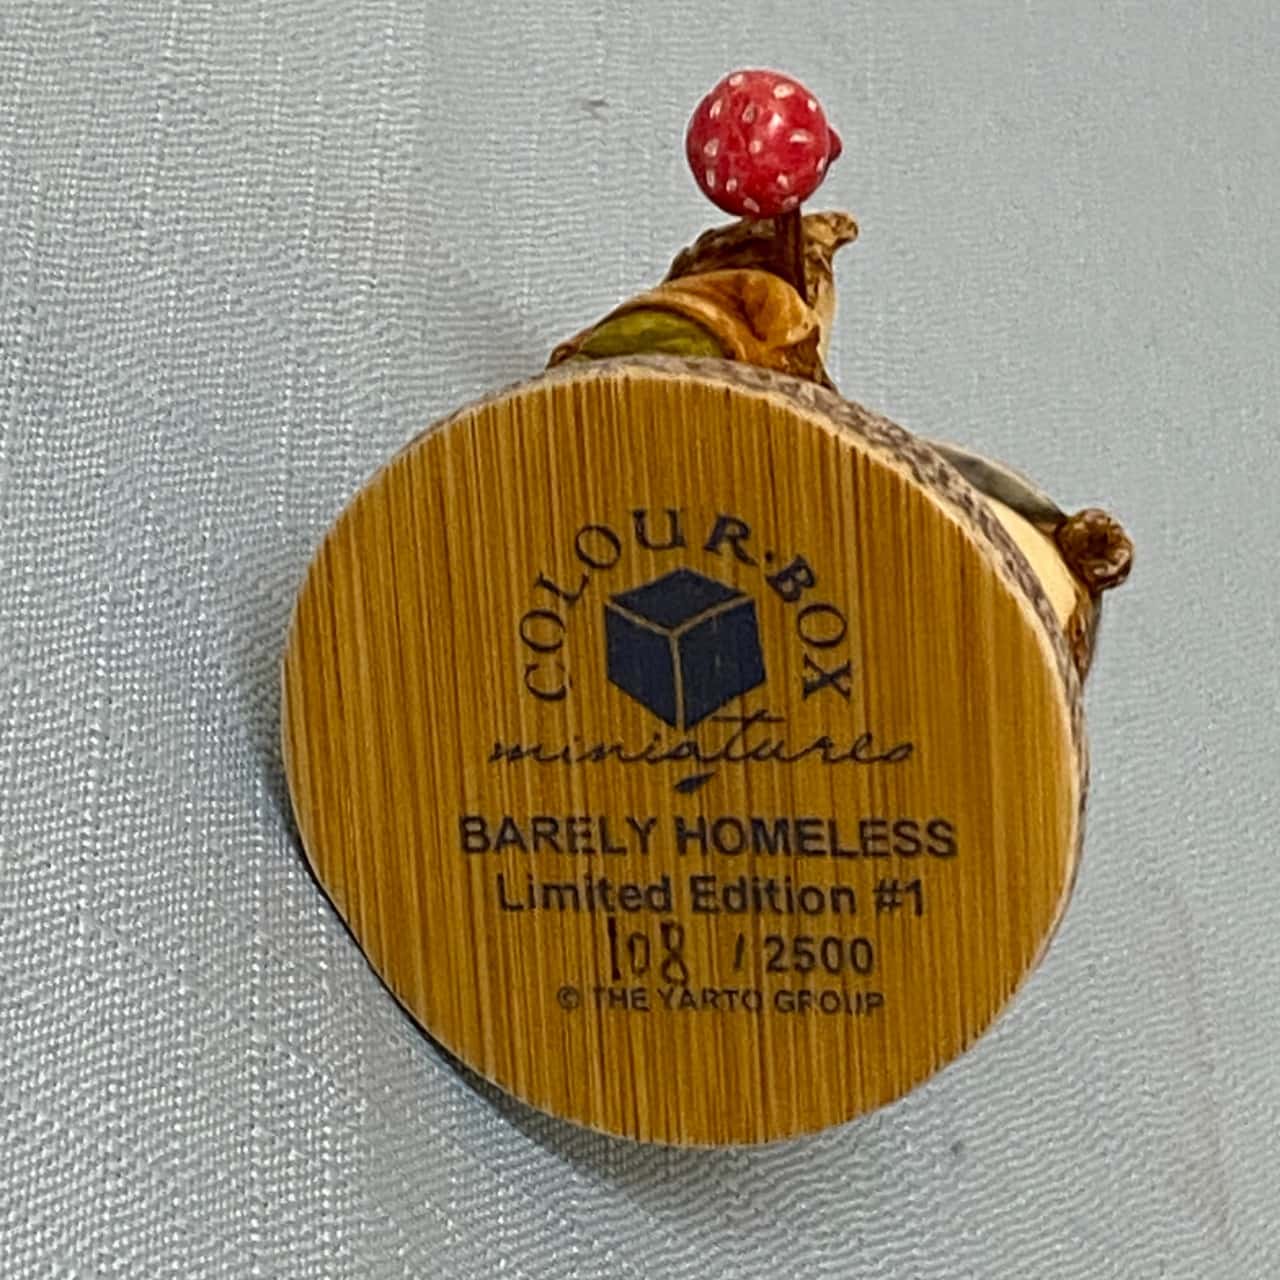 COLOUR·BOX
miniatures
BARELY HOMELESS
Limited Edition #1
108 / 2500
© THE YARTO GROUP